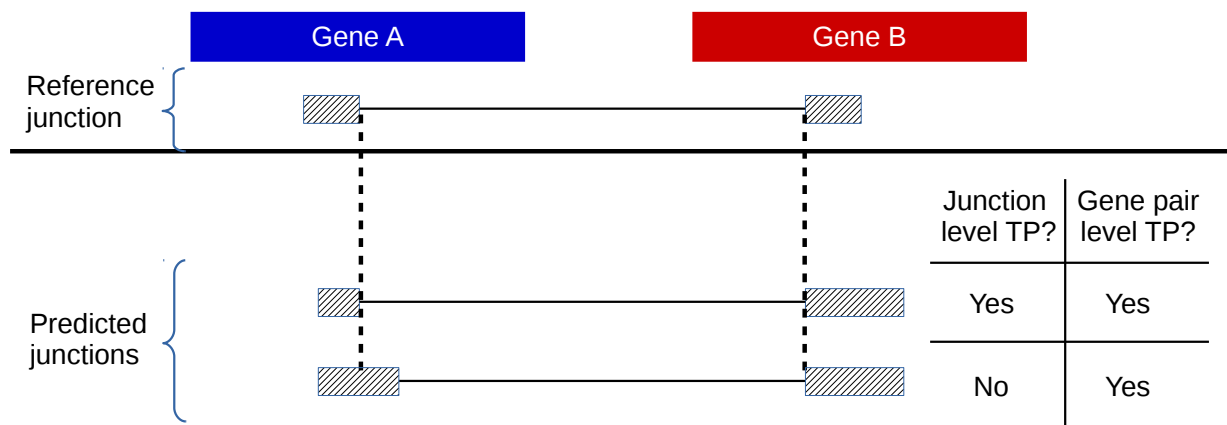 Gene A
Gene B
Reference
junction
Junction
level TP?
Gene pair
level TP?
Predicted
junctions
Yes
Yes
No
Yes